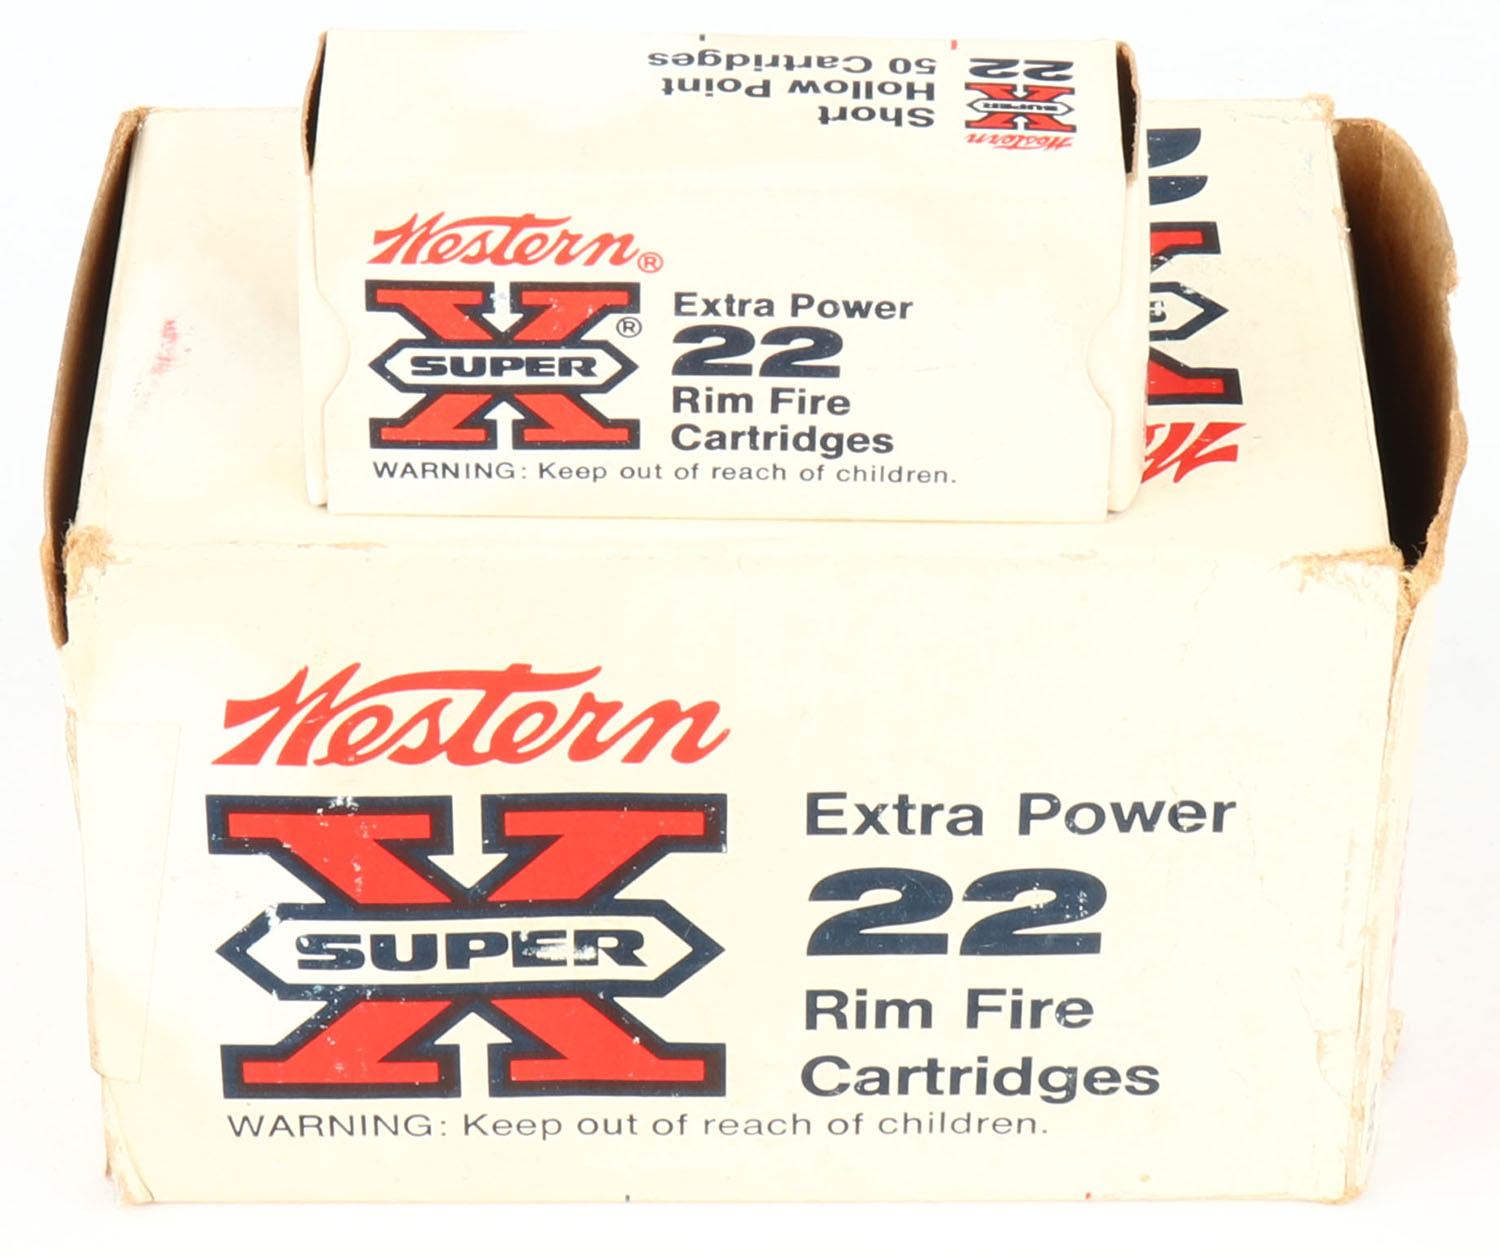 Short
Hollow Point
50 Cartridges
Western
SUPER X
22
Western®
SUPER X ®
Extra Power
22
Rim Fire
Cartridges
WARNING: Keep out of reach of children.
Western
SUPER X
Extra Power
22
Rim Fire
Cartridges
WARNING: Keep out of reach of children.